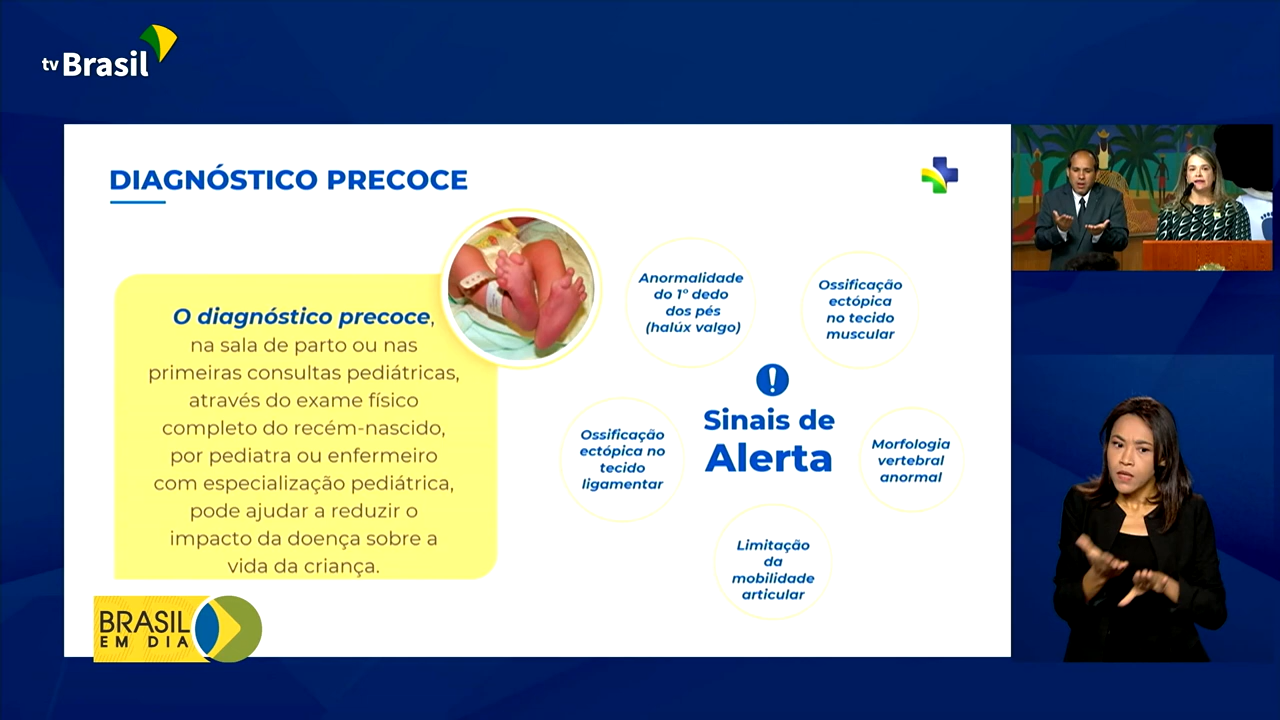 tv Brasil
DIAGNÓSTICO PRECOCE
O diagnóstico precoce,
na sala de parto ou nas
primeiras consultas pediátricas,
através do exame físico
completo do recém-nascido,
por pediatra ou enfermeiro
com especialização pediátrica,
pode ajudar a reduzir o
impacto da doença sobre a
vida da criança.
Anormalidade
do 1º dedo
dos pés
(halúx valgo)
Ossificação
ectópica
no tecido
muscular
Sinais de
Alerta
Ossificação
ectópica no
tecido
ligamentar
Morfologia
vertebral
anormal
Limitação
da
mobilidade
articular
BRASIL
EM DIA